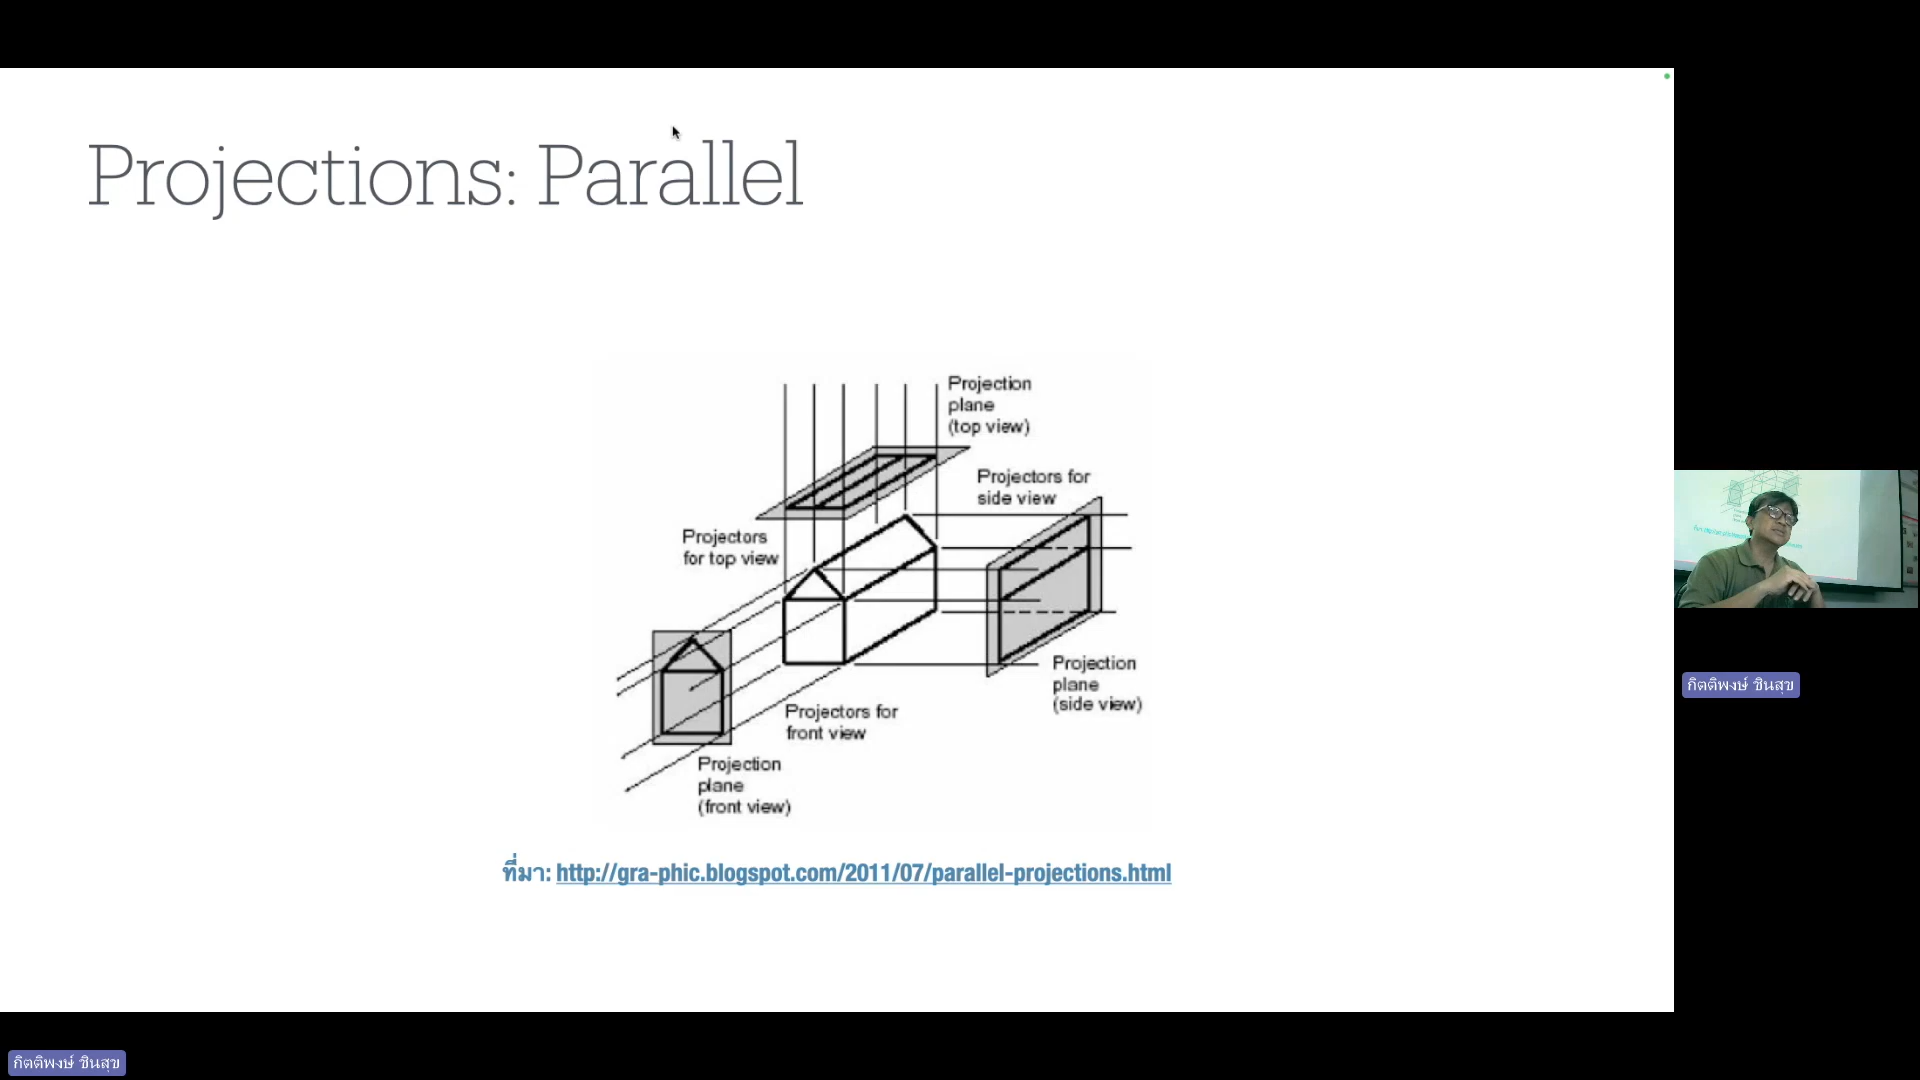 Projections: Parallel
Projection
plane
(top view)
Projectors for
side view
Projectors
for top view
Projection
plane
(side view)
Projectors for
front view
Projection
plane
(front view)
ที่มา: http://gra-phic.blogspot.com/2011/07/parallel-projections.html
กิตติพงษ์ ชินสุข
กิตติพงษ์ ชินสุข